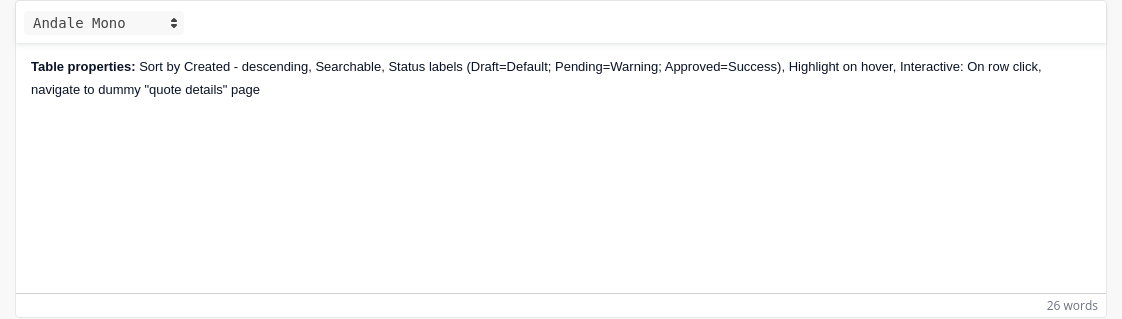 Andale Mono
Table properties: Sort by Created - descending, Searchable, Status labels (Draft=Default; Pending=Warning; Approved=Success), Highlight on hover, Interactive: On row click,
navigate to dummy "quote details" page
26 words